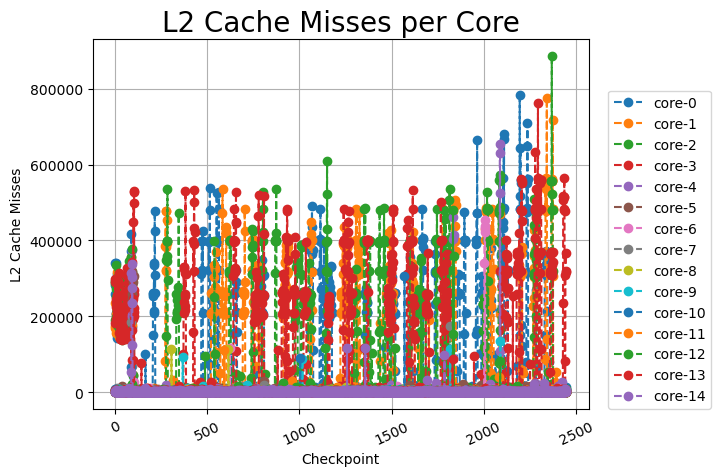 L2 Cache Misses per Core
L2 Cache Misses
800000
600000
400000
200000
0
0
500
1000
1500
2000
2500
Checkpoint
core-0
core-1
core-2
core-3
core-4
core-5
core-6
core-7
core-8
core-9
core-10
core-11
core-12
core-13
core-14